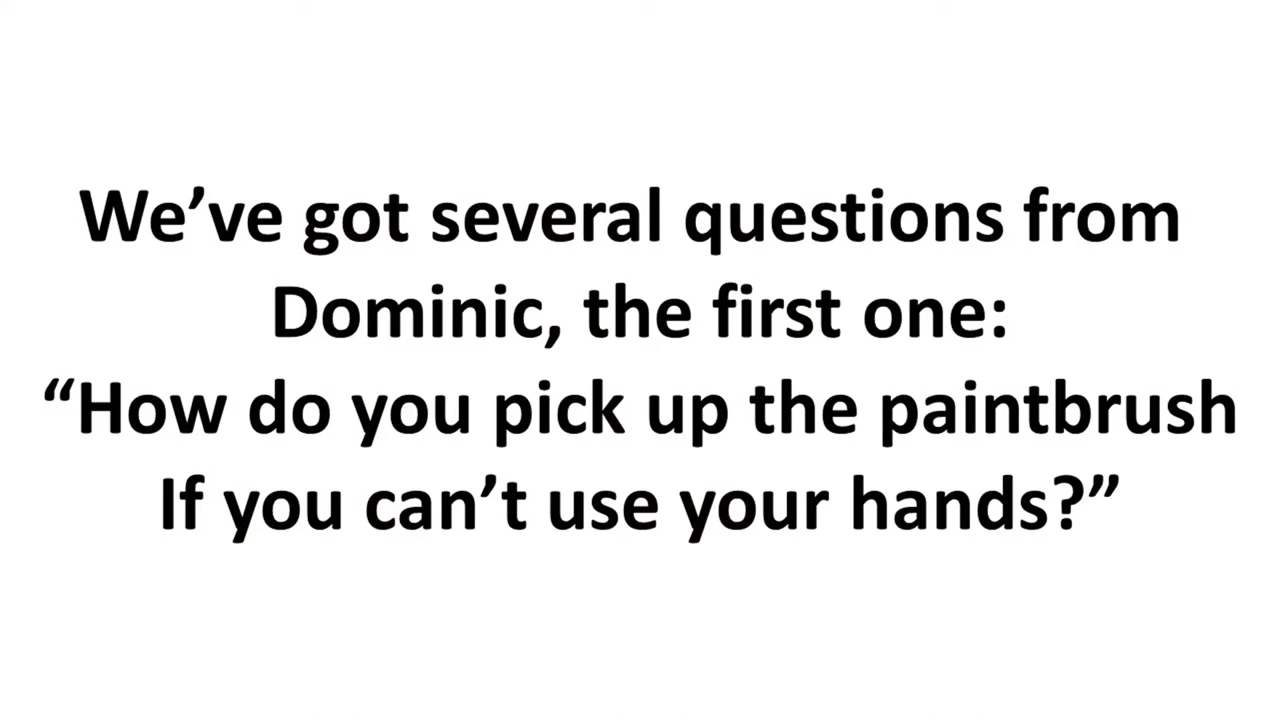 We’ve got several questions from
Dominic, the first one:
“How do you pick up the paintbrush
If you can’t use your hands?”